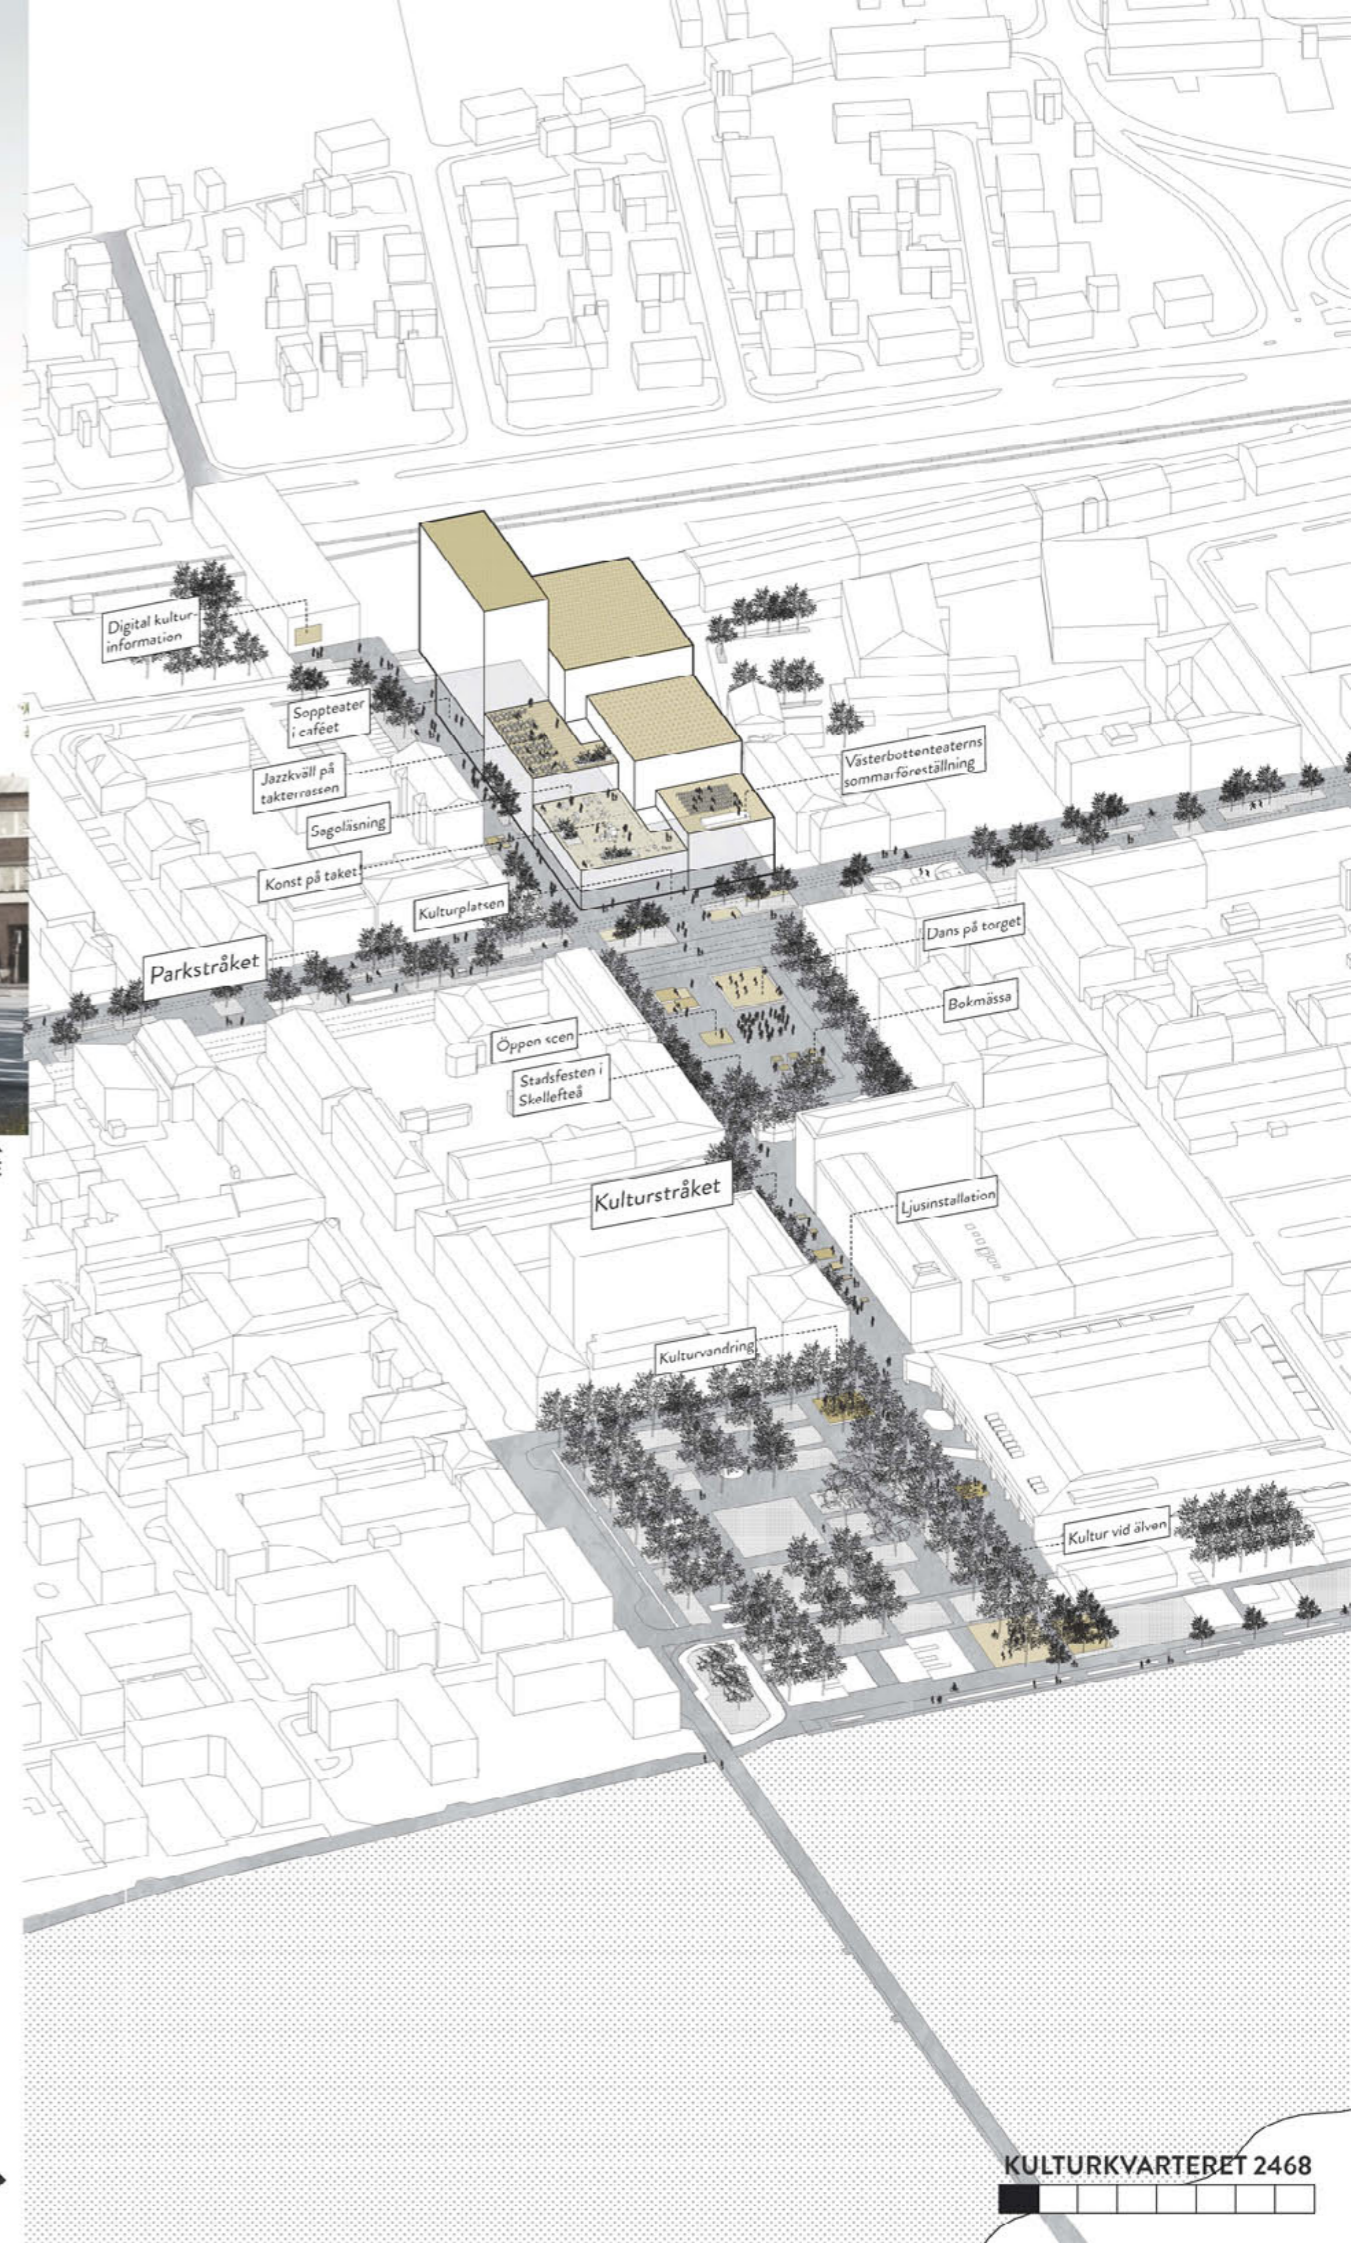 Digital kultur-
information
Soppteater
i caféet
Jazzkväll på
takterrassen
Sagoläsning
Konst på taket
Kulturplatsen
Västerbottenteaterns
sommarföreställning
Parkstråket
Dans på torget
Bokmässa
Öppen scen
Stadsfesten i
Skellefteå
Kulturstråket
Ljusinstallation
Kulturvandring
Kultur vid älven
KULTURKVARTERET 2468